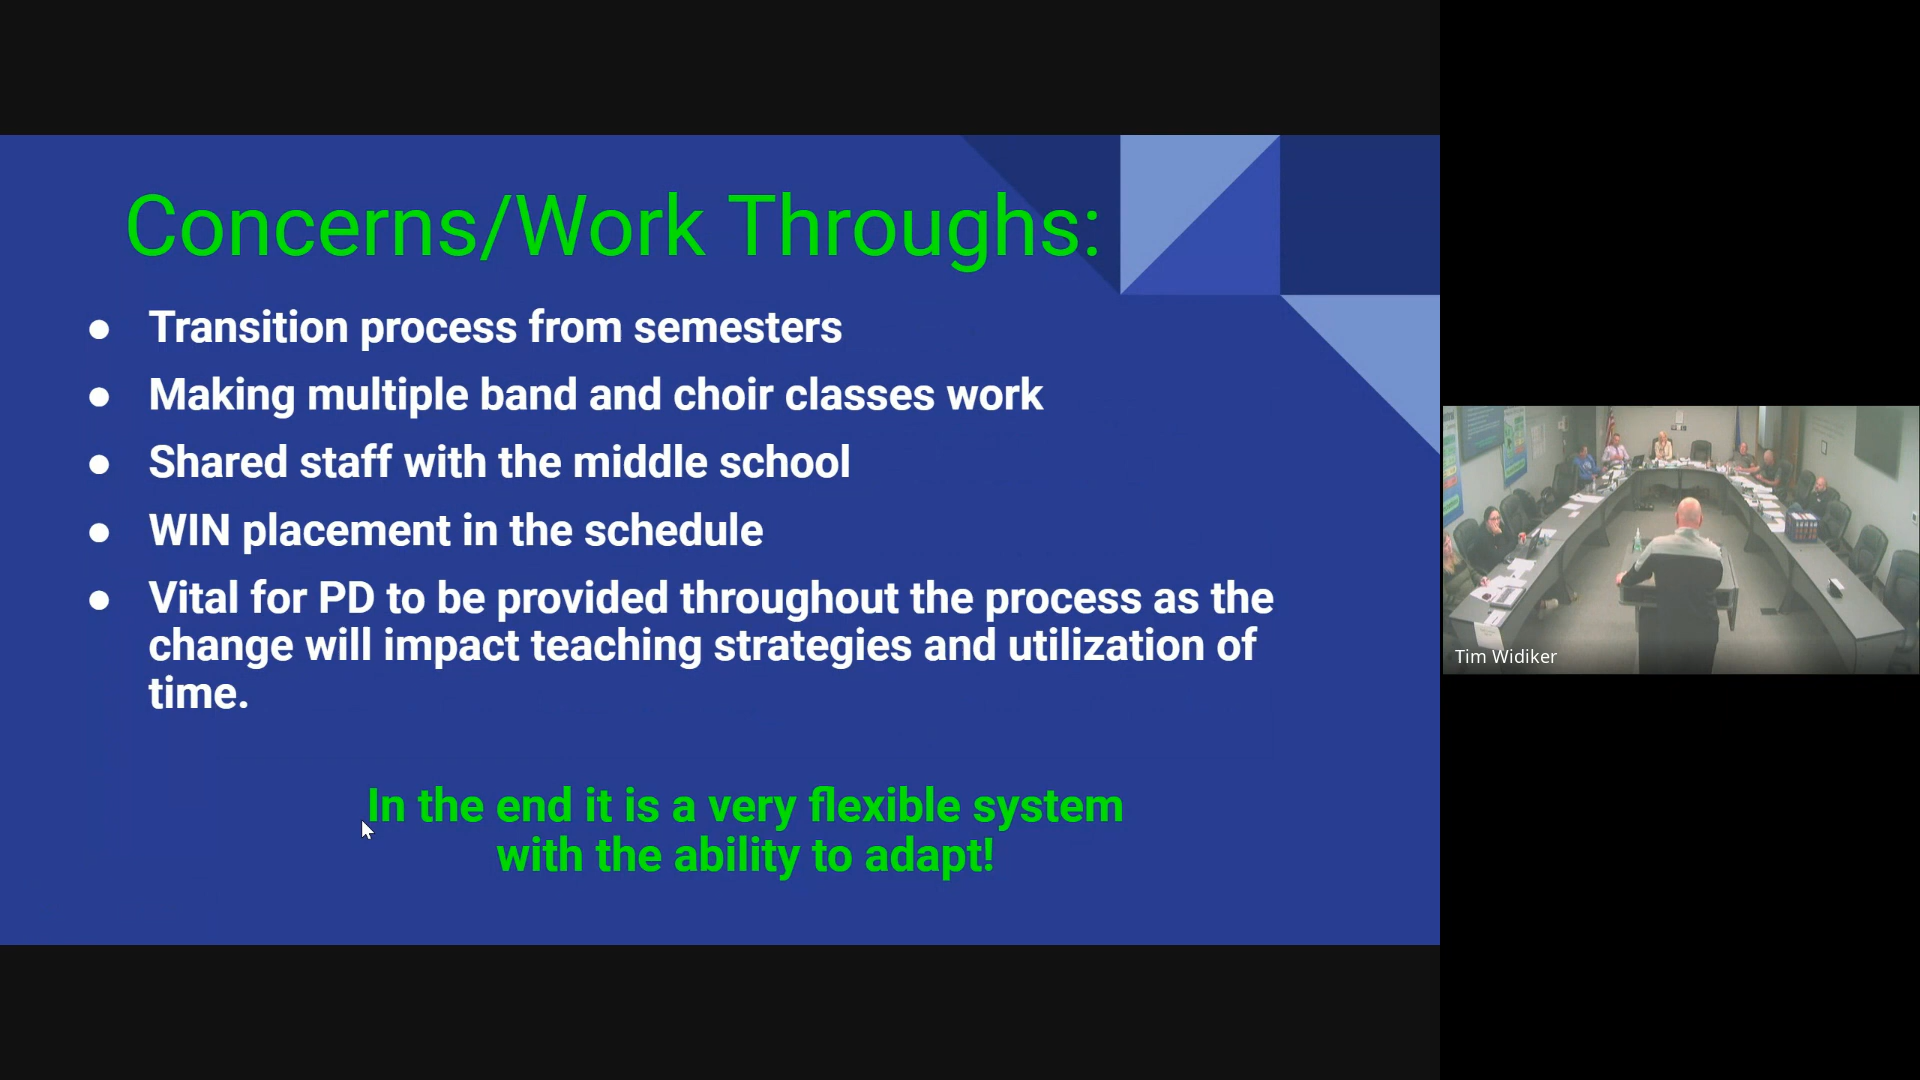 Concerns/Work Throughs:
● Transition process from semesters
● Making multiple band and choir classes work
● Shared staff with the middle school
● WIN placement in the schedule
● Vital for PD to be provided throughout the process as the
change will impact teaching strategies and utilization of
time.
In the end it is a very flexible system
with the ability to adapt!
Tim Widiker